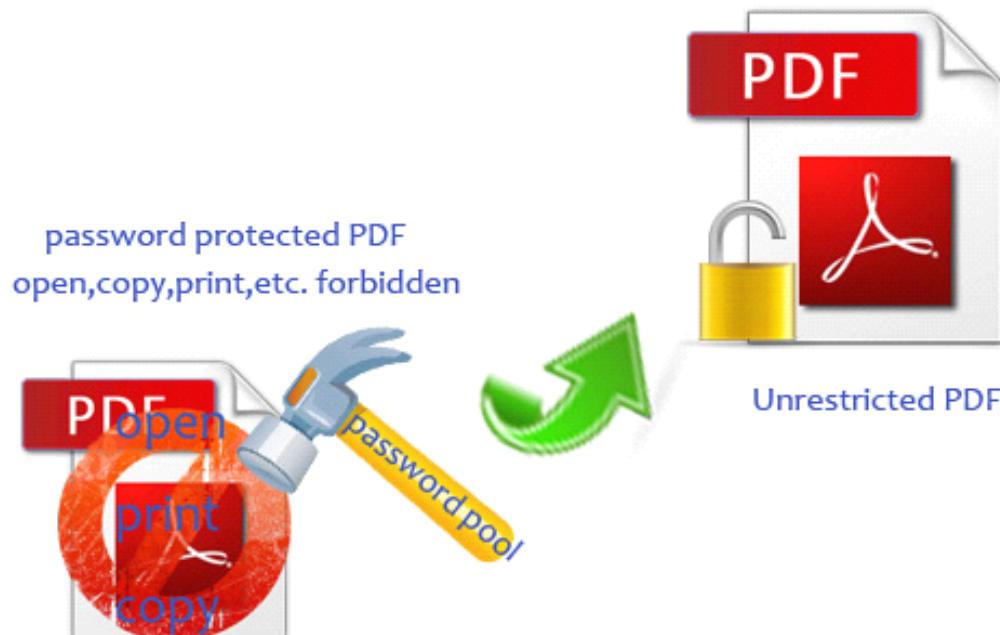 PDF
password protected PDF
open,copy,print,etc. forbidden
PDF
open
print
copy
password pool
Unrestricted PDF